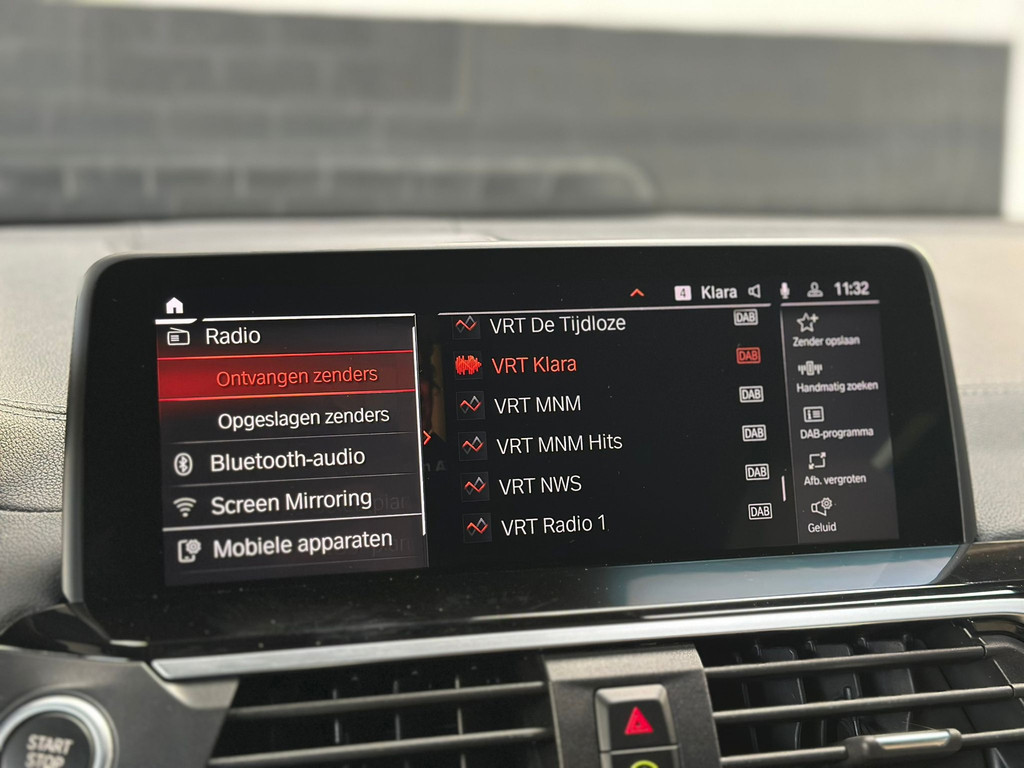 4 Klara 11:32
Radio
Ontvangen zenders
Opgeslagen zenders
Bluetooth-audio
Screen Mirroring
Mobiele apparaten
VRT De Tijdloze DAB
VRT Klara DAB
VRT MNM DAB
VRT MNM Hits DAB
VRT NWS DAB
VRT Radio 1 DAB
Zender opslaan
Handmatig zoeken
DAB-programma
Afb. vergroten
Geluid
START
STOP